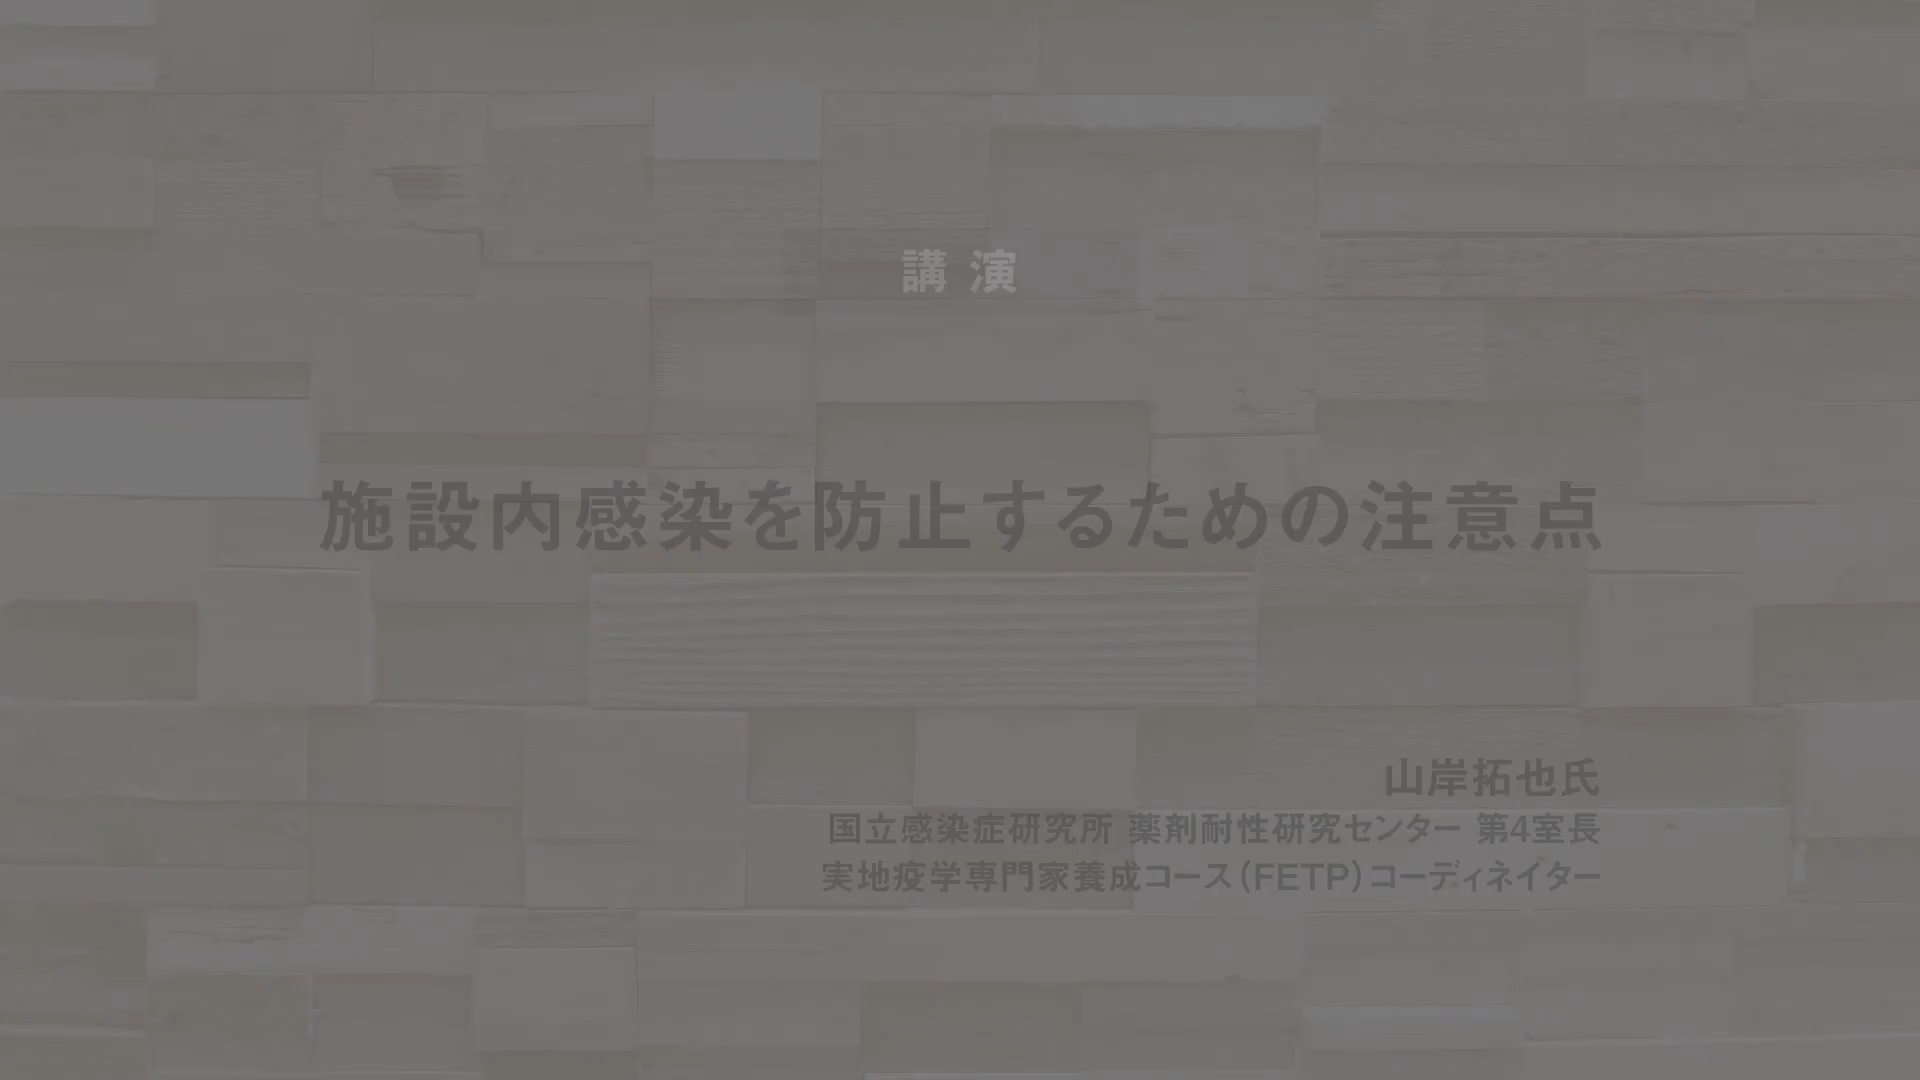 講演
施設内感染を防止するための注意点
山岸拓也氏
国立感染症研究所 薬剤耐性研究センター 第4室長
実地疫学専門家養成コース（FETP）コーディネイター